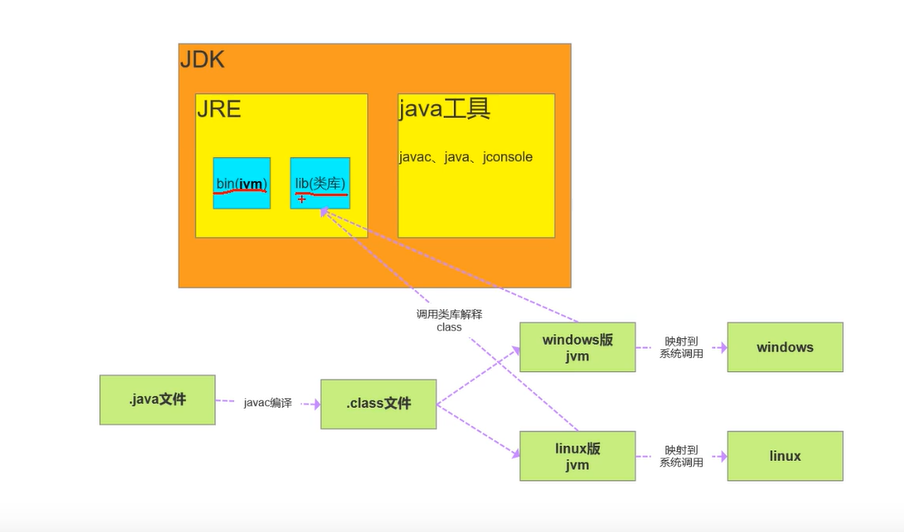 JDK
JRE
java工具
javac、java、jconsole
bin(jvm)
lib(类库)
调用类库解释
class
windows版
jvm
映射到
系统调用
windows
.java文件
javac编译
.class文件
linux版
jvm
映射到
系统调用
linux